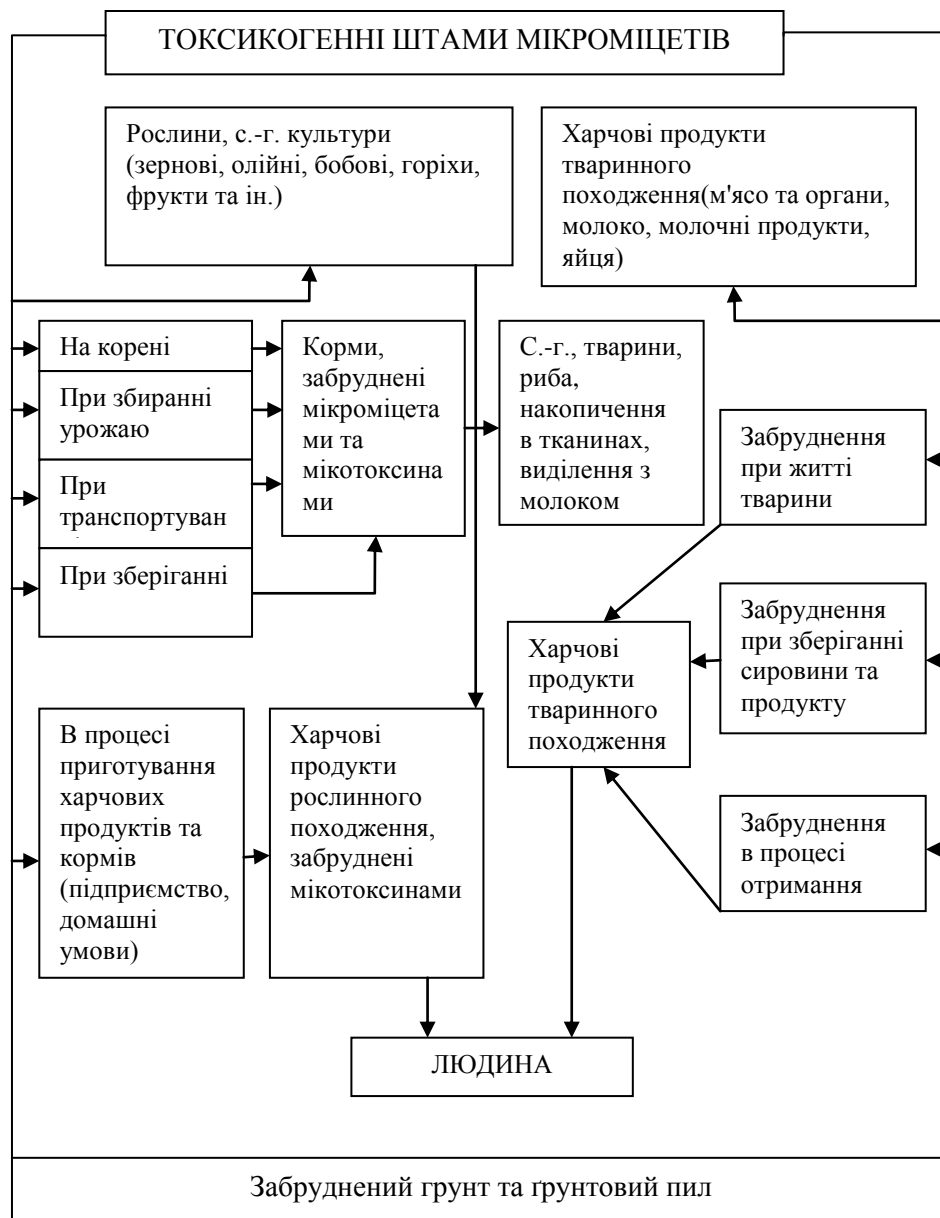 ТОКСИКОГЕННІ ШТАМИ МІКРОМІЦЕТІВ
Рослини, с.-г. культури
(зернові, олійні, бобові, горіхи,
фрукти та ін.)
Харчові продукти
тваринного
походження(м'ясо та органи,
молоко, молочні продукти,
яйця)
На корені
При збиранні
урожаю
При
транспортуван
При зберіганні
Корми,
забруднені
мікроміцета
ми та
мікотоксина
ми
С.-г., тварини,
риба,
накопичення
в тканинах,
виділення з
молоком
Забруднення
при житті
тварини
Забруднення
при зберіганні
сировини та
продукту
Забруднення
в процесі
отримання
Харчові
продукти
тваринного
походження
В процесі
приготування
харчових
продуктів та
кормів
(підприємство,
домашні
умови)
Харчові
продукти
рослинного
походження,
забруднені
мікотоксинами
ЛЮДИНА
Забруднений грунт та ґрунтовий пил